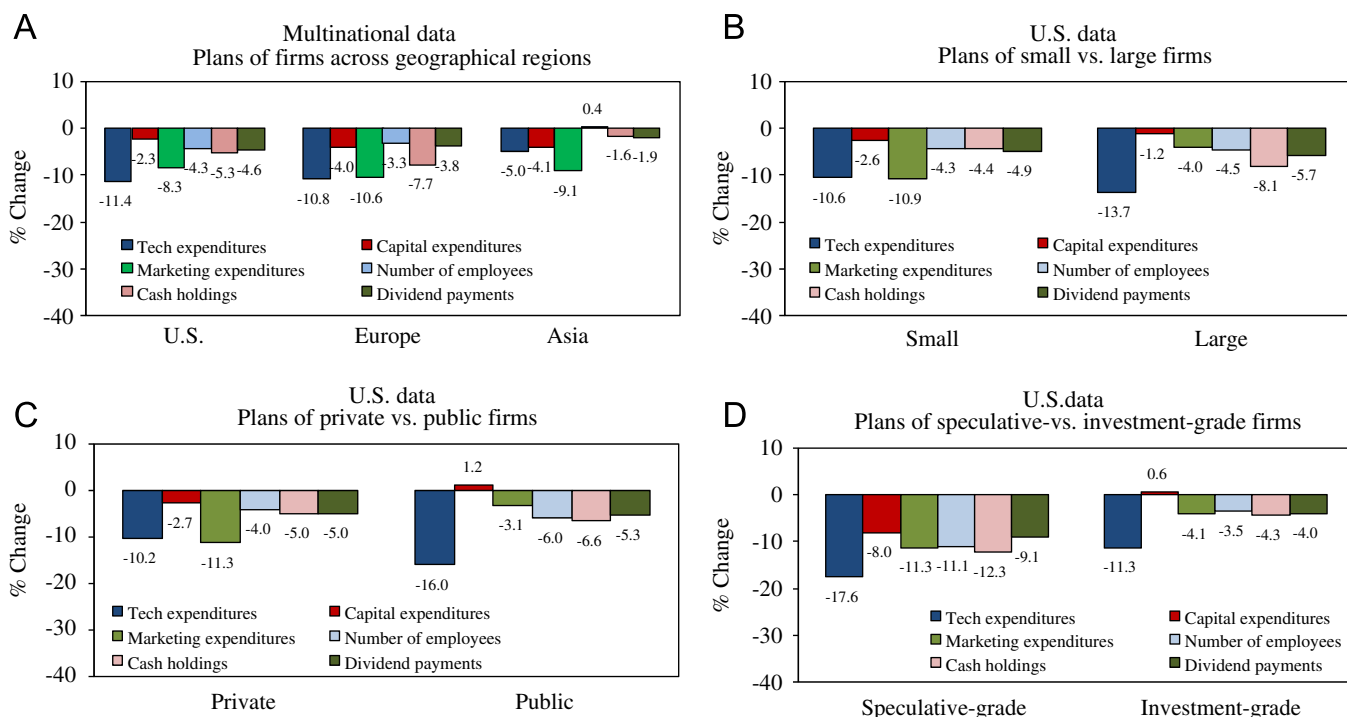 A
Multinational data
Plans of firms across geographical regions
% Change
10
0
-10
-20
-30
-40
-11.4
-2.3
-8.3
-4.3
-5.3
-4.6
-10.8
-4.0
-10.6
-3.3
-7.7
-3.8
-5.0
-4.1
-9.1
0.4
-1.6
-1.9
Tech expenditures
Capital expenditures
Marketing expenditures
Number of employees
Cash holdings
Dividend payments
U.S.
Europe
Asia
B
U.S. data
Plans of small vs. large firms
% Change
10
0
-10
-20
-30
-40
-10.6
-2.6
-10.9
-4.3
-4.4
-4.9
-13.7
-1.2
-4.0
-4.5
-8.1
-5.7
Tech expenditures
Capital expenditures
Marketing expenditures
Number of employees
Cash holdings
Dividend payments
Small
Large
C
U.S. data
Plans of private vs. public firms
% Change
10
0
-10
-20
-30
-40
-10.2
-2.7
-11.3
-4.0
-5.0
-5.0
-16.0
1.2
-3.1
-6.0
-6.6
-5.3
Tech expenditures
Capital expenditures
Marketing expenditures
Number of employees
Cash holdings
Dividend payments
Private
Public
D
U.S.data
Plans of speculative-vs. investment-grade firms
% Change
10
0
-10
-20
-30
-40
-17.6
-8.0
-11.3
-11.1
-12.3
-9.1
-11.3
0.6
-4.1
-3.5
-4.3
-4.0
Tech expenditures
Capital expenditures
Marketing expenditures
Number of employees
Cash holdings
Dividend payments
Speculative-grade
Investment-grade